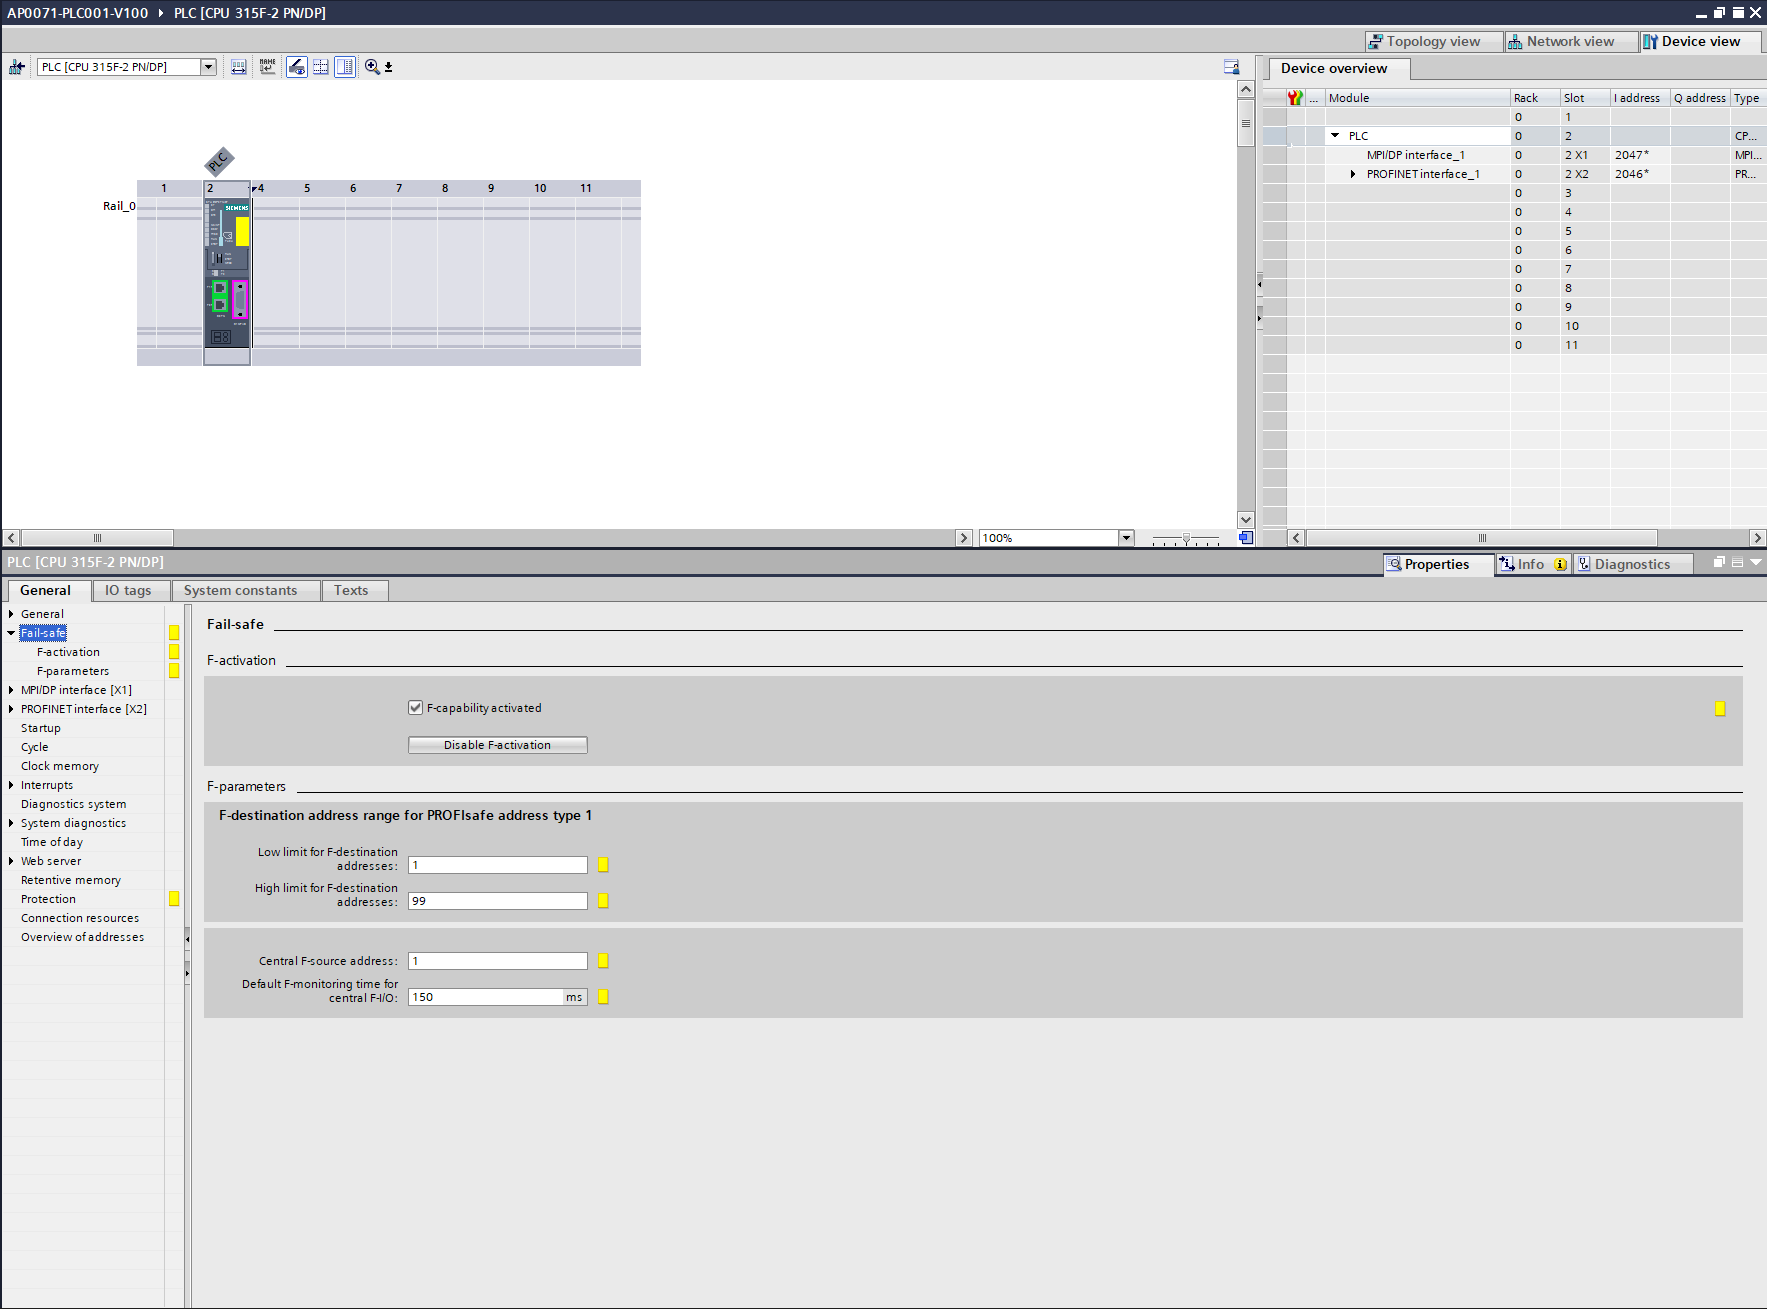 AP0071-PLC001-V100 ▸ PLC [CPU 315F-2 PN/DP]
Topology view
Network view
Device view
PLC [CPU 315F-2 PN/DP]
NAME
Device overview
... Module Rack Slot I address Q address Type
0 1
PLC 0 2 CP...
MPI/DP interface_1 0 2 X1 2047* MPI...
PROFINET interface_1 0 2 X2 2046* PR...
0 3
0 4
0 5
0 6
0 7
0 8
0 9
0 10
0 11
PLC
1 2 4 5 6 7 8 9 10 11
Rail_0
SIEMENS
100%
PLC [CPU 315F-2 PN/DP]
Properties
Info
Diagnostics
General
IO tags
System constants
Texts
General
Fail-safe
F-activation
F-parameters
MPI/DP interface [X1]
PROFINET interface [X2]
Startup
Cycle
Clock memory
Interrupts
Diagnostics system
System diagnostics
Time of day
Web server
Retentive memory
Protection
Connection resources
Overview of addresses
Fail-safe
F-activation
F-capability activated
Disable F-activation
F-parameters
F-destination address range for PROFIsafe address type 1
Low limit for F-destination
addresses: 1
High limit for F-destination
addresses: 99
Central F-source address: 1
Default F-monitoring time for
central F-I/O: 150 ms